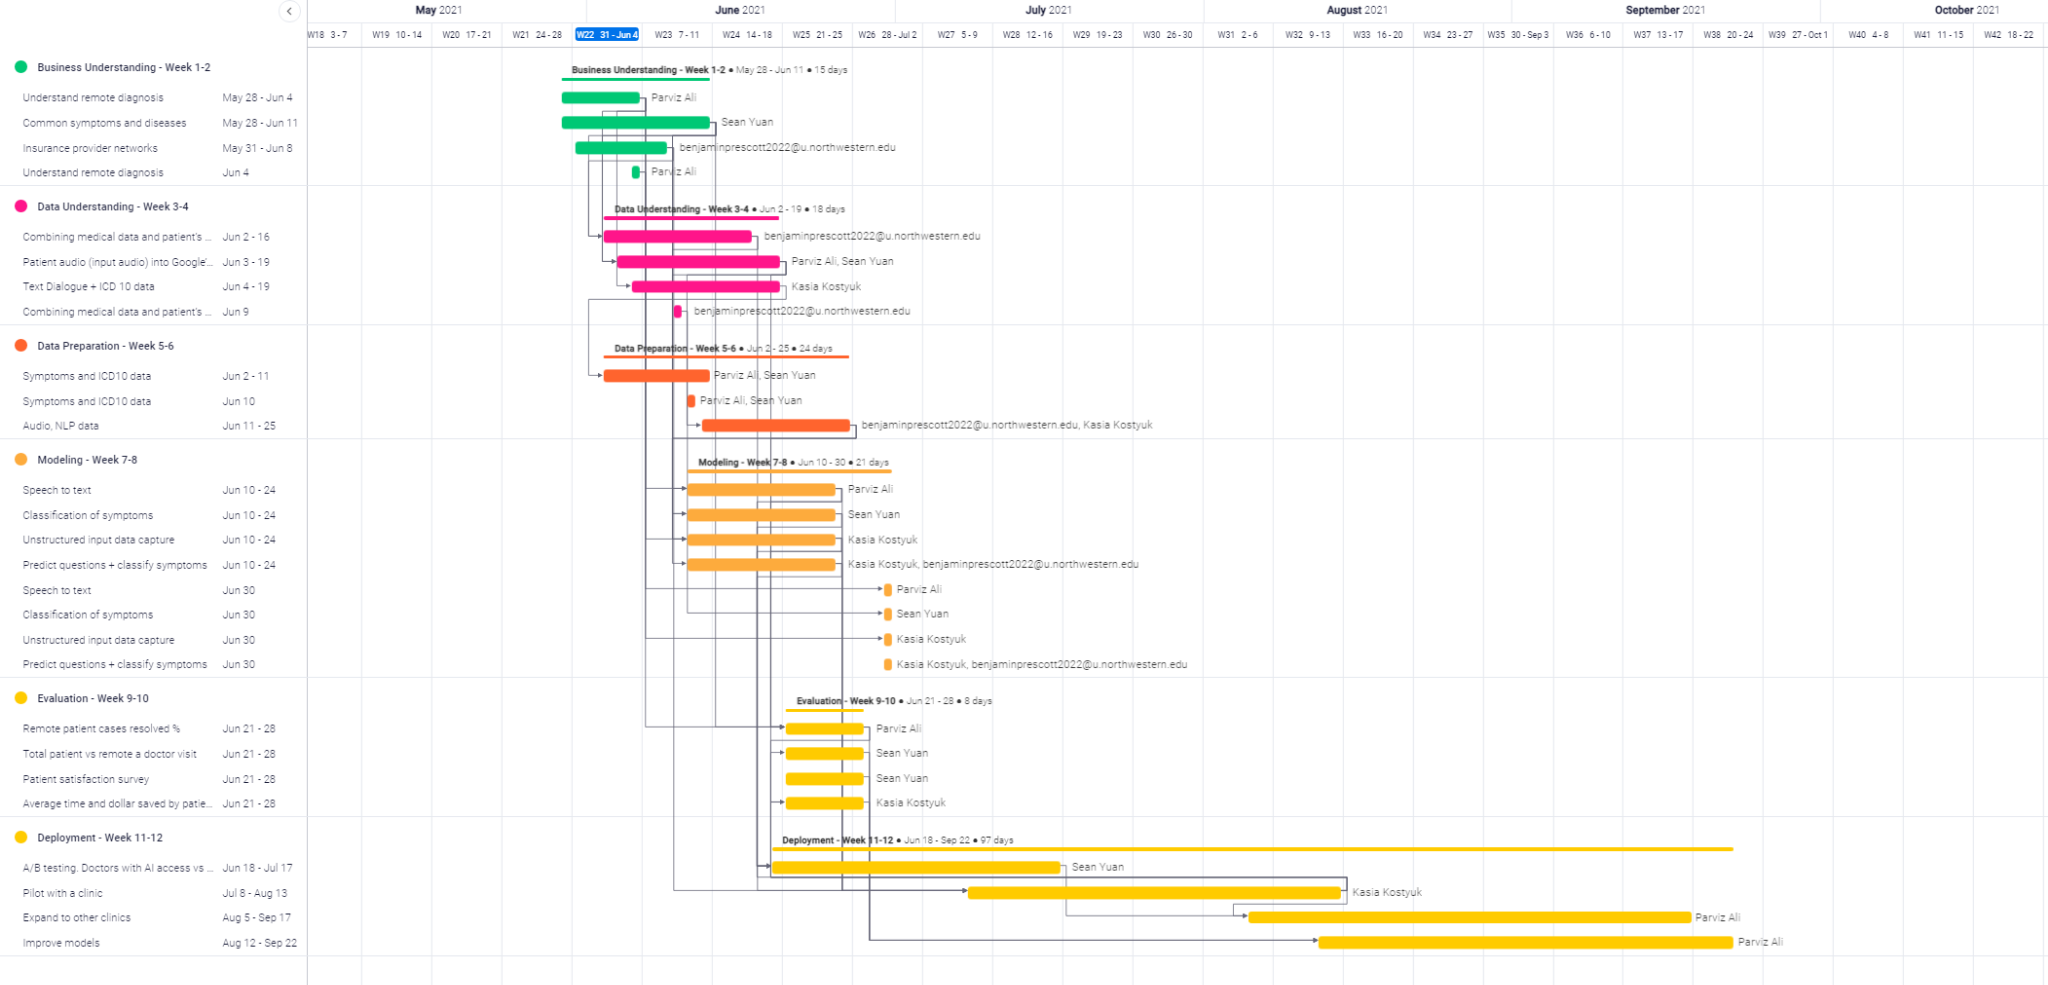 May 2021 June 2021 July 2021 August 2021 September 2021 October 2021
W18 3 - 7 W19 10 - 14 W20 17 - 21 W21 24 - 28 W22 31 - Jun 4 W23 7 - 11 W24 14 - 18 W25 21 - 25 W26 28 - Jul 2 W27 5 - 9 W28 12 - 16 W29 19 - 23 W30 26 - 30 W31 2 - 6 W32 9 - 13 W33 16 - 20 W34 23 - 27 W35 30 - Sep 3 W36 6 - 10 W37 13 - 17 W38 20 - 24 W39 27 - Oct 1 W40 4 - 8 W41 11 - 15 W42 18 - 22
Business Understanding - Week 1-2 Business Understanding - Week 1-2 ● May 28 - Jun 11 ● 15 days
Understand remote diagnosis May 28 - Jun 4 Parviz Ali
Common symptoms and diseases May 28 - Jun 11 Sean Yuan
Insurance provider networks May 31 - Jun 8 benjaminprescott2022@u.northwestern.edu
Understand remote diagnosis Jun 4 Parviz Ali
Data Understanding - Week 3-4 Data Understanding - Week 3-4 ● Jun 2 - 19 ● 18 days
Combining medical data and patient's ... Jun 2 - 16 benjaminprescott2022@u.northwestern.edu
Patient audio (input audio) into Google'... Jun 3 - 19 Parviz Ali, Sean Yuan
Text Dialogue + ICD 10 data Jun 4 - 19 Kasia Kostyuk
Combining medical data and patient's ... Jun 9 benjaminprescott2022@u.northwestern.edu
Data Preparation - Week 5-6 Data Preparation - Week 5-6 ● Jun 2 - 25 ● 24 days
Symptoms and ICD10 data Jun 2 - 11 Parviz Ali, Sean Yuan
Symptoms and ICD10 data Jun 10 Parviz Ali, Sean Yuan
Audio, NLP data Jun 11 - 25 benjaminprescott2022@u.northwestern.edu, Kasia Kostyuk
Modeling - Week 7-8 Modeling - Week 7-8 ● Jun 10 - 30 ● 21 days
Speech to text Jun 10 - 24 Parviz Ali
Classification of symptoms Jun 10 - 24 Sean Yuan
Unstructured input data capture Jun 10 - 24 Kasia Kostyuk
Predict questions + classify symptoms Jun 10 - 24 Kasia Kostyuk, benjaminprescott2022@u.northwestern.edu
Speech to text Jun 30 Parviz Ali
Classification of symptoms Jun 30 Sean Yuan
Unstructured input data capture Jun 30 Kasia Kostyuk
Predict questions + classify symptoms Jun 30 Kasia Kostyuk, benjaminprescott2022@u.northwestern.edu
Evaluation - Week 9-10 Evaluation - Week 9-10 ● Jun 21 - 28 ● 8 days
Remote patient cases resolved % Jun 21 - 28 Parviz Ali
Total patient vs remote a doctor visit Jun 21 - 28 Sean Yuan
Patient satisfaction survey Jun 21 - 28 Sean Yuan
Average time and dollar saved by patie... Jun 21 - 28 Kasia Kostyuk
Deployment - Week 11-12 Deployment - Week 11-12 ● Jun 18 - Sep 22 ● 97 days
A/B testing. Doctors with AI access vs ... Jun 18 - Jul 17 Sean Yuan
Pilot with a clinic Jul 8 - Aug 13 Kasia Kostyuk
Expand to other clinics Aug 5 - Sep 17 Parviz Ali
Improve models Aug 12 - Sep 22 Parviz Ali